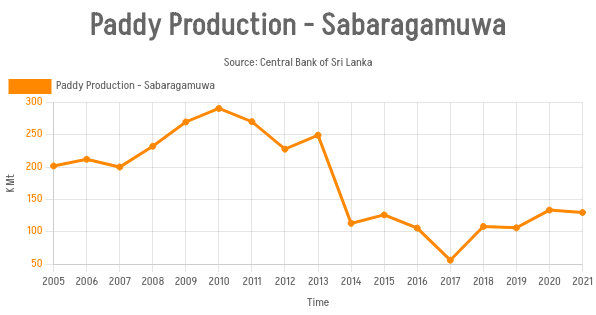 Paddy Production - Sabaragamuwa
Source: Central Bank of Sri Lanka
Paddy Production - Sabaragamuwa
300
250
200
150
100
50
K Mt
2005 2006 2007 2008 2009 2010 2011 2012 2013 2014 2015 2016 2017 2018 2019 2020 2021
Time